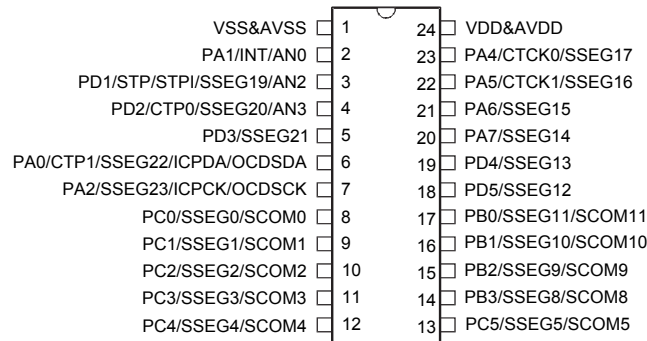 VSS&AVSS 1 24 VDD&AVDD
PA1/INT/AN0 2 23 PA4/CTCK0/SSEG17
PD1/STP/STPI/SSEG19/AN2 3 22 PA5/CTCK1/SSEG16
PD2/CTP0/SSEG20/AN3 4 21 PA6/SSEG15
PD3/SSEG21 5 20 PA7/SSEG14
PA0/CTP1/SSEG22/ICPDA/OCDSDA 6 19 PD4/SSEG13
PA2/SSEG23/ICPCK/OCDSCK 7 18 PD5/SSEG12
PC0/SSEG0/SCOM0 8 17 PB0/SSEG11/SCOM11
PC1/SSEG1/SCOM1 9 16 PB1/SSEG10/SCOM10
PC2/SSEG2/SCOM2 10 15 PB2/SSEG9/SCOM9
PC3/SSEG3/SCOM3 11 14 PB3/SSEG8/SCOM8
PC4/SSEG4/SCOM4 12 13 PC5/SSEG5/SCOM5